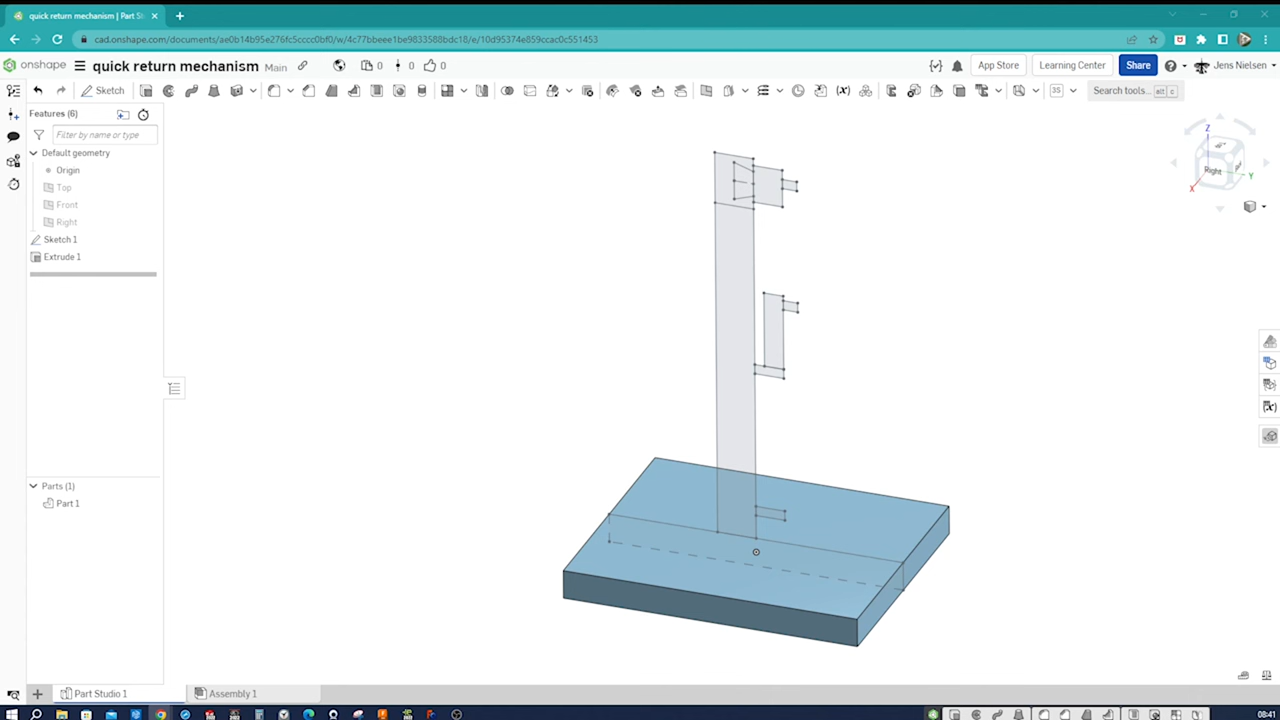 quick return mechanism | Part St
cad.onshape.com/documents/ae0b14b95e276fc5cccc0bf0/w/4c77bbeee1be9833588bdc18/e/10d95374e859ccac0c551453
onshape
quick return mechanism Main
0
0
0
App Store
Learning Center
Share
Jens Nielsen
Sketch
Search tools...
alt
c
Features (6)
Filter by name or type
Default geometry
Origin
Top
Front
Right
Sketch 1
Extrude 1
Parts (1)
Part 1
Z
Right
X
Y
Part Studio 1
Assembly 1
08:41